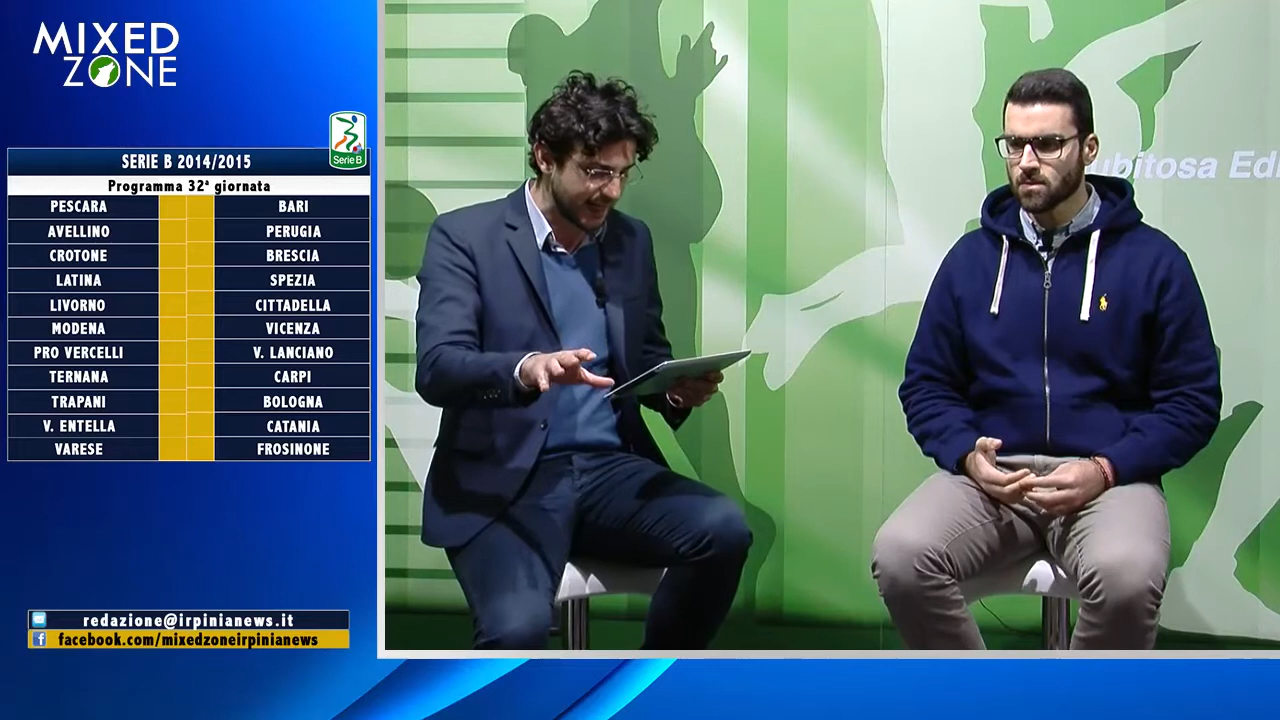 MIXED
ZONE
Serie B
SERIE B 2014/2015
Programma 32ª giornata
PESCARA BARI
AVELLINO PERUGIA
CROTONE BRESCIA
LATINA SPEZIA
LIVORNO CITTADELLA
MODENA VICENZA
PRO VERCELLI V. LANCIANO
TERNANA CARPI
TRAPANI BOLOGNA
V. ENTELLA CATANIA
VARESE FROSINONE
redazione@irpinianews.it
facebook.com/mixedzoneirpinianews
ubitosa Edi